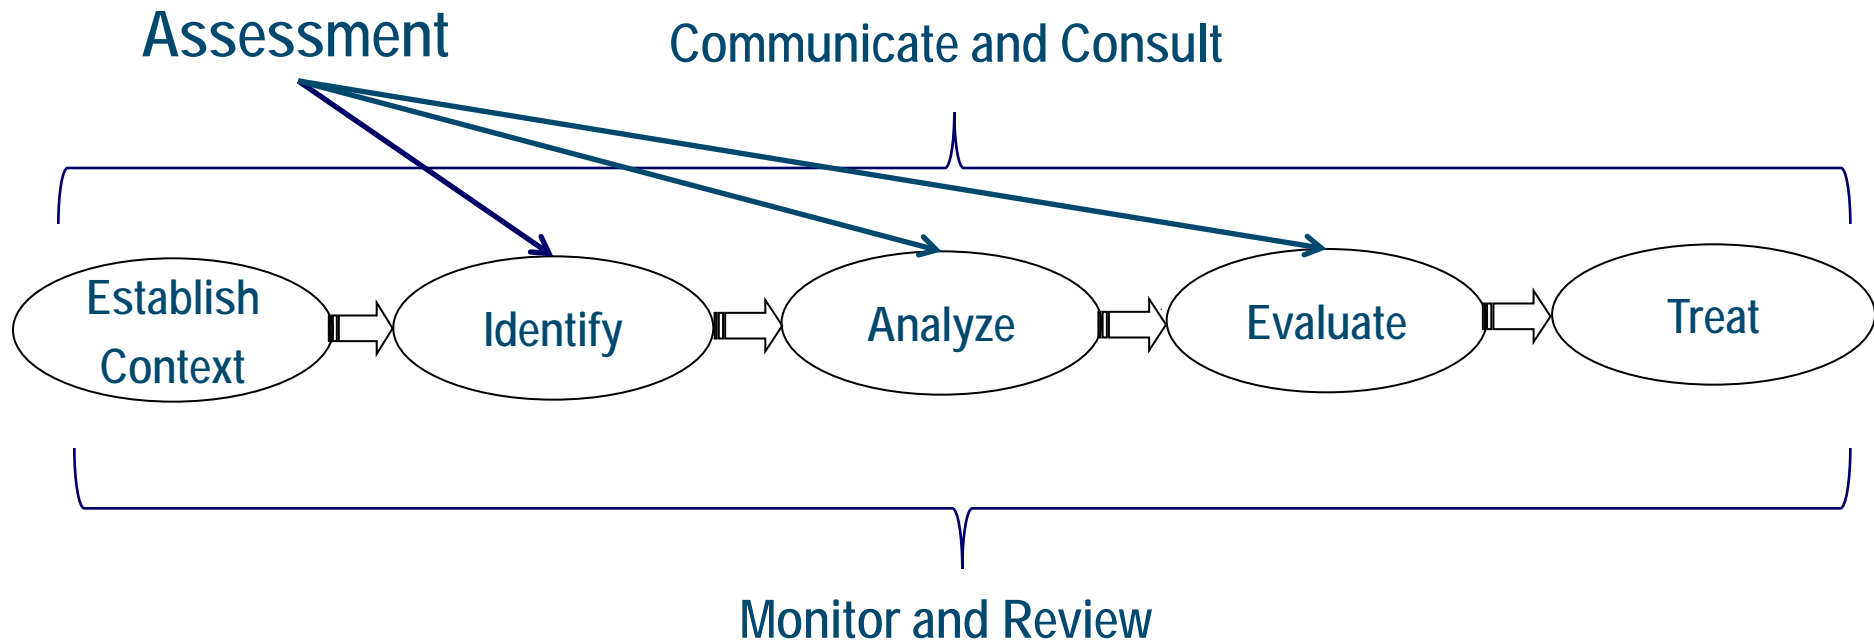 Assessment
Communicate and Consult
Establish
Context
Identify
Analyze
Evaluate
Treat
Monitor and Review